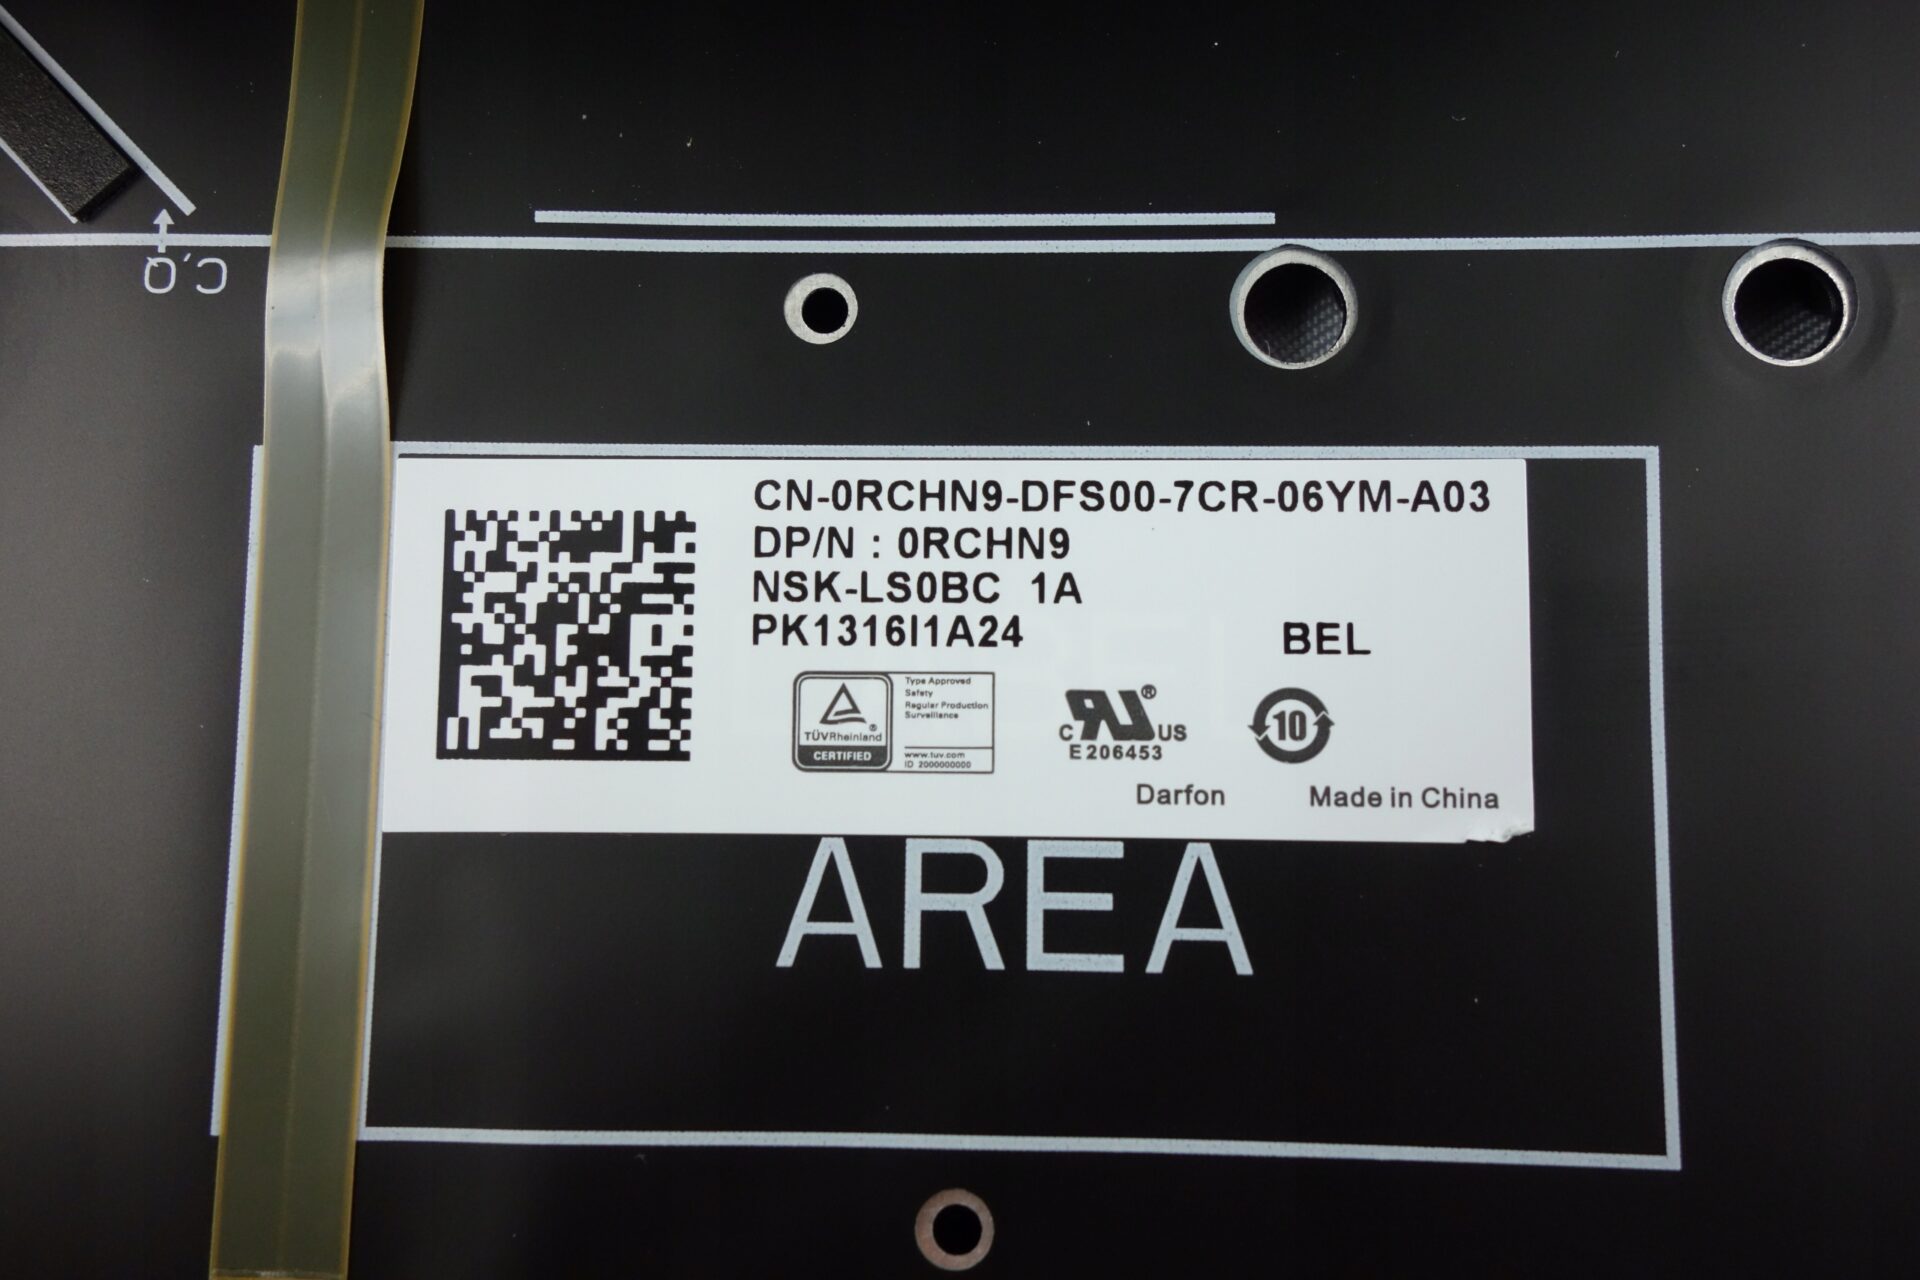 C.Q
CN-0RCHN9-DFS00-7CR-06YM-A03
DP/N : 0RCHN9
NSK-LS0BC 1A
PK1316I1A24
BEL
Type Approved
Safety
Regular Production
Surveillance
TÜVRheinland ®
CERTIFIED
www.tuv.com
ID 2000000000
c RU ® US
E206453
10
Darfon
Made in China
AREA